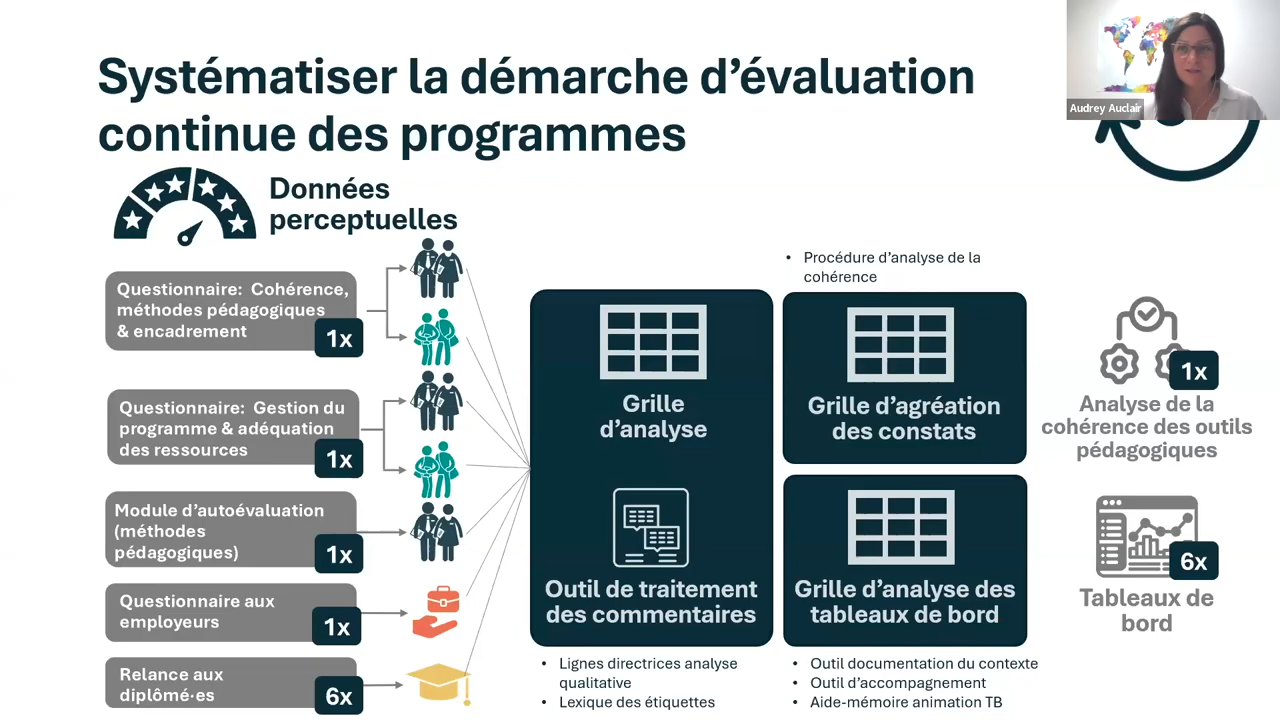 Systématiser la démarche d’évaluation
continue des programmes
Audrey Auclair
Données
perceptuelles
Questionnaire: Cohérence,
méthodes pédagogiques
& encadrement
1x
Questionnaire: Gestion du
programme & adéquation
des ressources
1x
Module d’autoévaluation
(méthodes
pédagogiques)
1x
Questionnaire aux
employeurs
1x
Relance aux
diplômé·es
6x
Grille
d’analyse
Outil de traitement
des commentaires
• Lignes directrices analyse
qualitative
• Lexique des étiquettes
• Procédure d’analyse de la
cohérence
Grille d’agréation
des constats
Grille d’analyse des
tableaux de bord
• Outil documentation du contexte
• Outil d’accompagnement
• Aide-mémoire animation TB
1x
Analyse de la
cohérence des outils
pédagogiques
6x
Tableaux de
bord